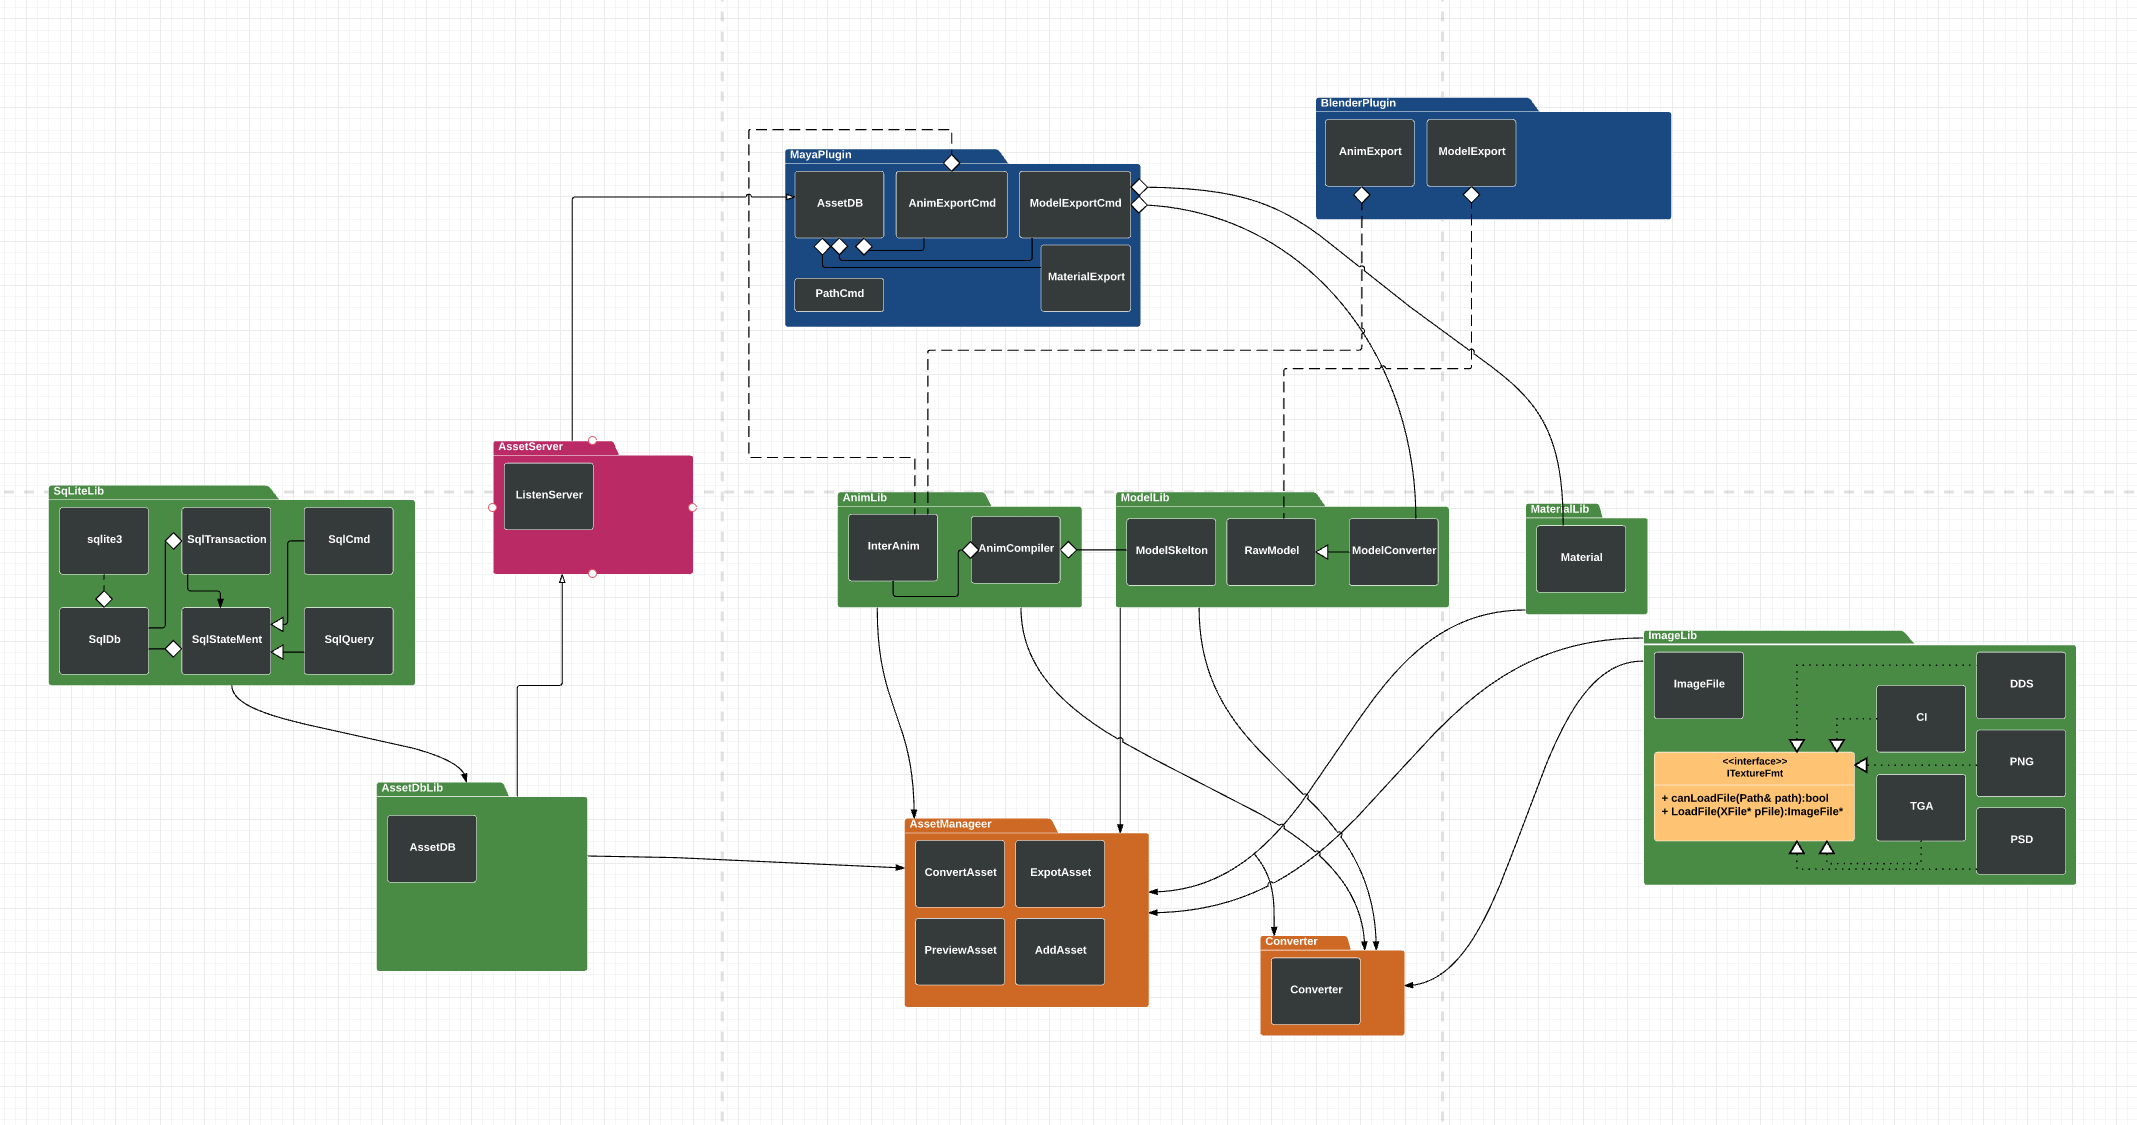 BlenderPlugin
AnimExport
ModelExport
MayaPlugin
AssetDB
AnimExportCmd
ModelExportCmd
MaterialExport
PathCmd
AssetServer
ListenServer
SqLiteLib
sqlite3
SqlTransaction
SqlCmd
SqlDb
SqlStateMent
SqlQuery
AnimLib
InterAnim
AnimCompiler
ModelLib
ModelSkelton
RawModel
ModelConverter
MaterialLib
Material
ImageLib
ImageFile
DDS
CI
PNG
<<interface>>
ITextureFmt
+ canLoadFile(Path& path):bool
+ LoadFile(XFile* pFile):ImageFile*
TGA
PSD
AssetDbLib
AssetDB
AssetManageer
ConvertAsset
ExpotAsset
PreviewAsset
AddAsset
Converter
Converter